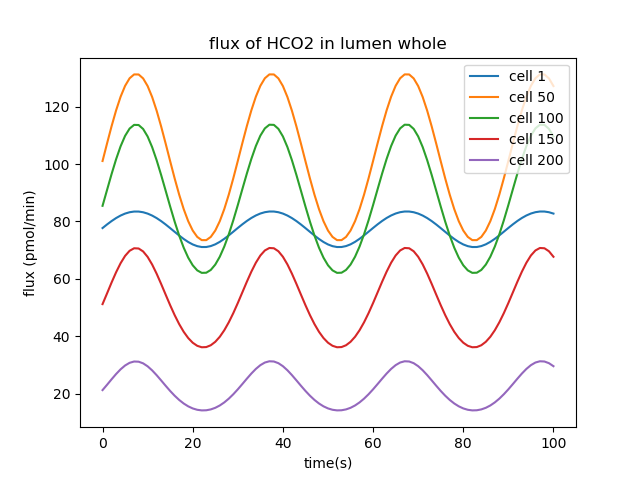 flux of HCO2 in lumen whole
flux (pmol/min)
120
100
80
60
40
20
cell 1
cell 50
cell 100
cell 150
cell 200
0
20
40
60
80
100
time(s)